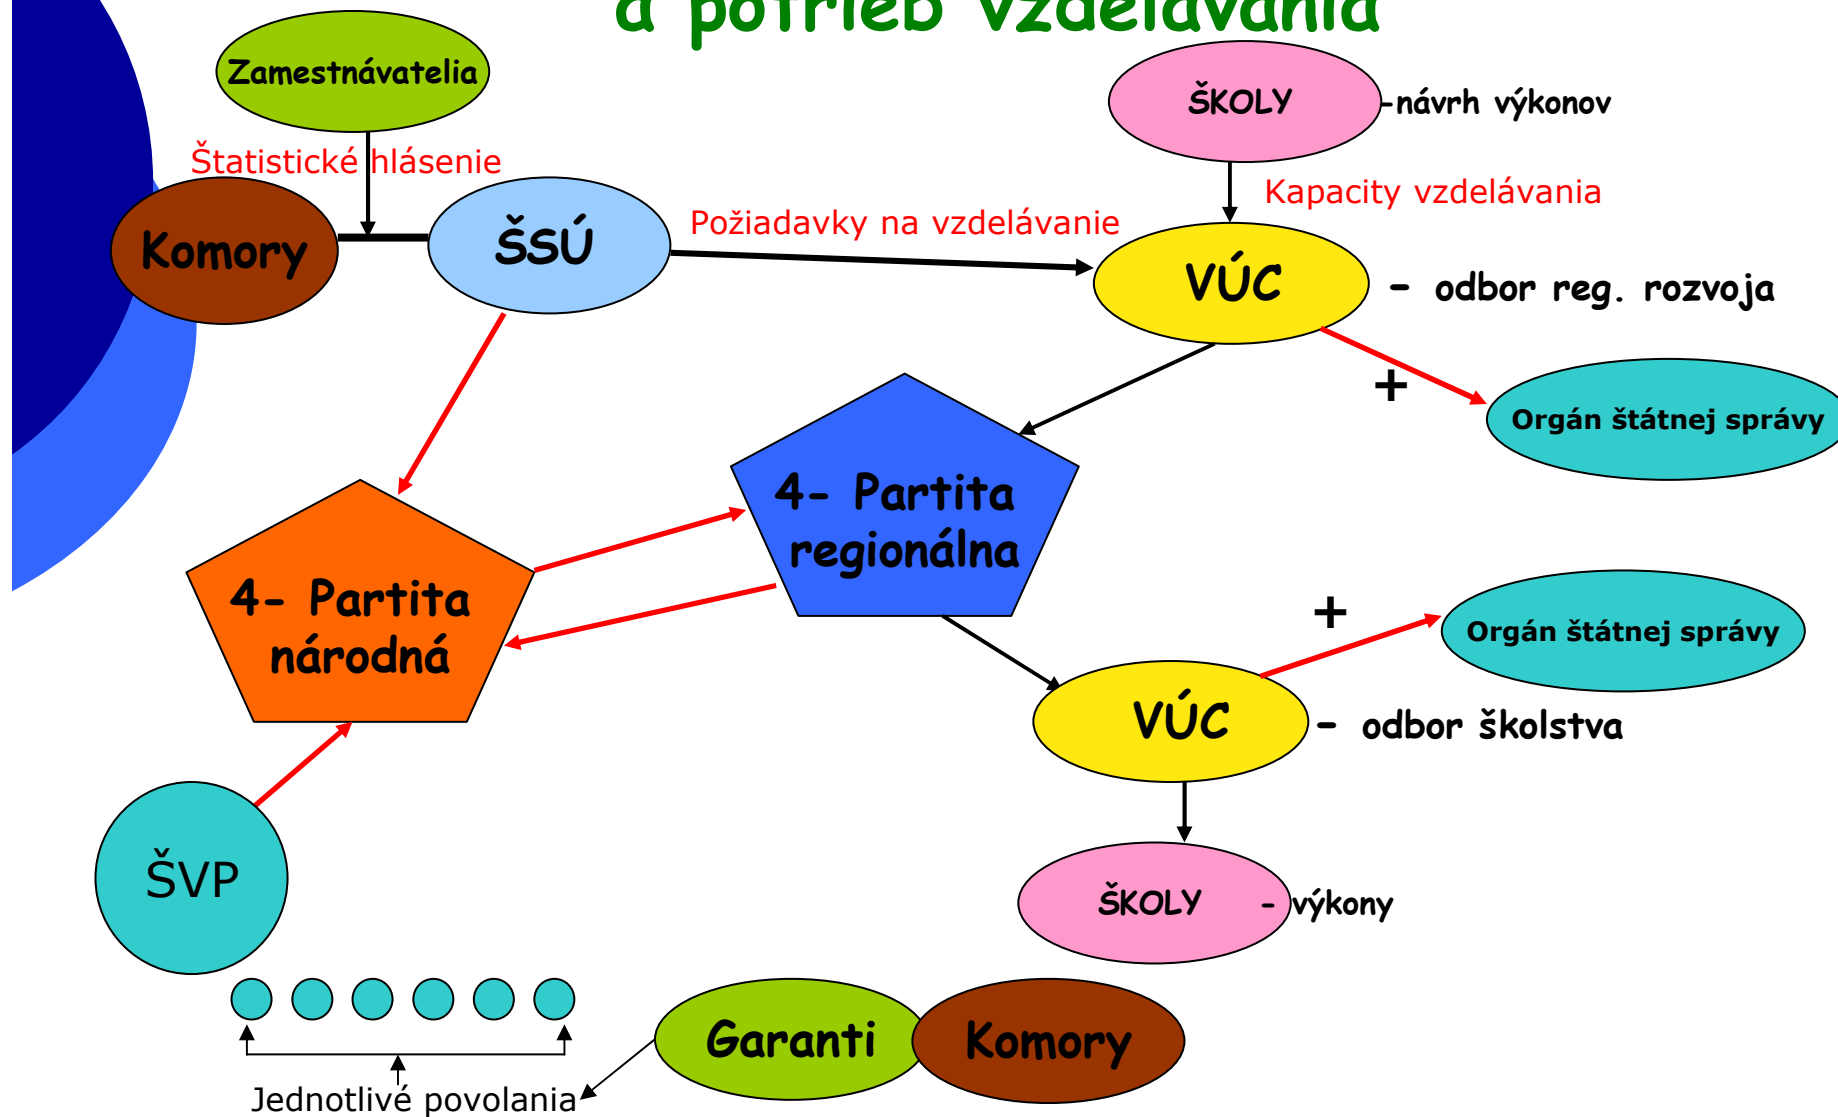 a potrieb vzdelávania
Zamestnávatelia
ŠKOLY
-návrh výkonov
Štatistické hlásenie
Kapacity vzdelávania
Požiadavky na vzdelávanie
Komory
ŠSÚ
VÚC
- odbor reg. rozvoja
+
Orgán štátnej správy
4- Partita
regionálna
4- Partita
národná
+
Orgán štátnej správy
VÚC
- odbor školstva
ŠVP
ŠKOLY
- výkony
Garanti
Komory
Jednotlivé povolania